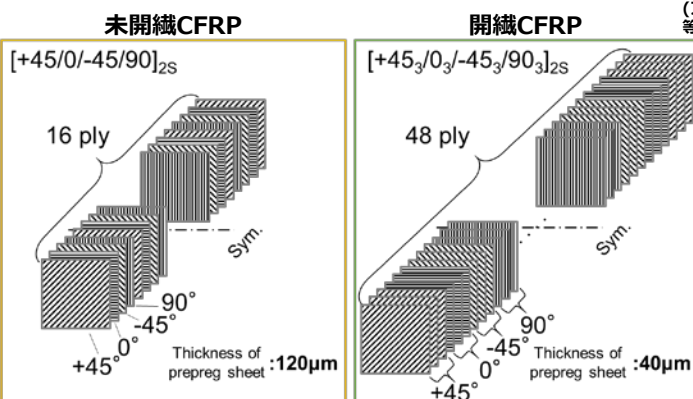 未開繊CFRP
[+45/0/-45/90]2S
16 ply
Sym.
90°
-45°
0°
+45°
Thickness of
prepreg sheet :120μm
開繊CFRP
[+453/03/-453/903]2S
48 ply
Sym.
90°
-45°
0°
+45°
Thickness of
prepreg sheet :40μm